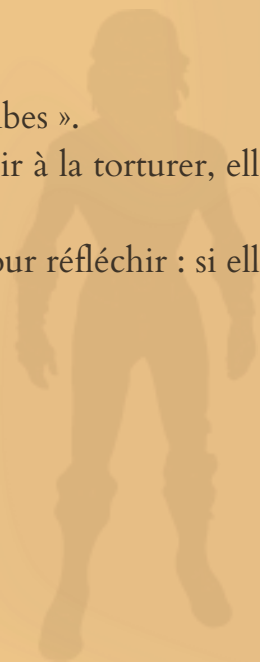 bes ».
ir à la torturer, ell
our réfléchir : si ell